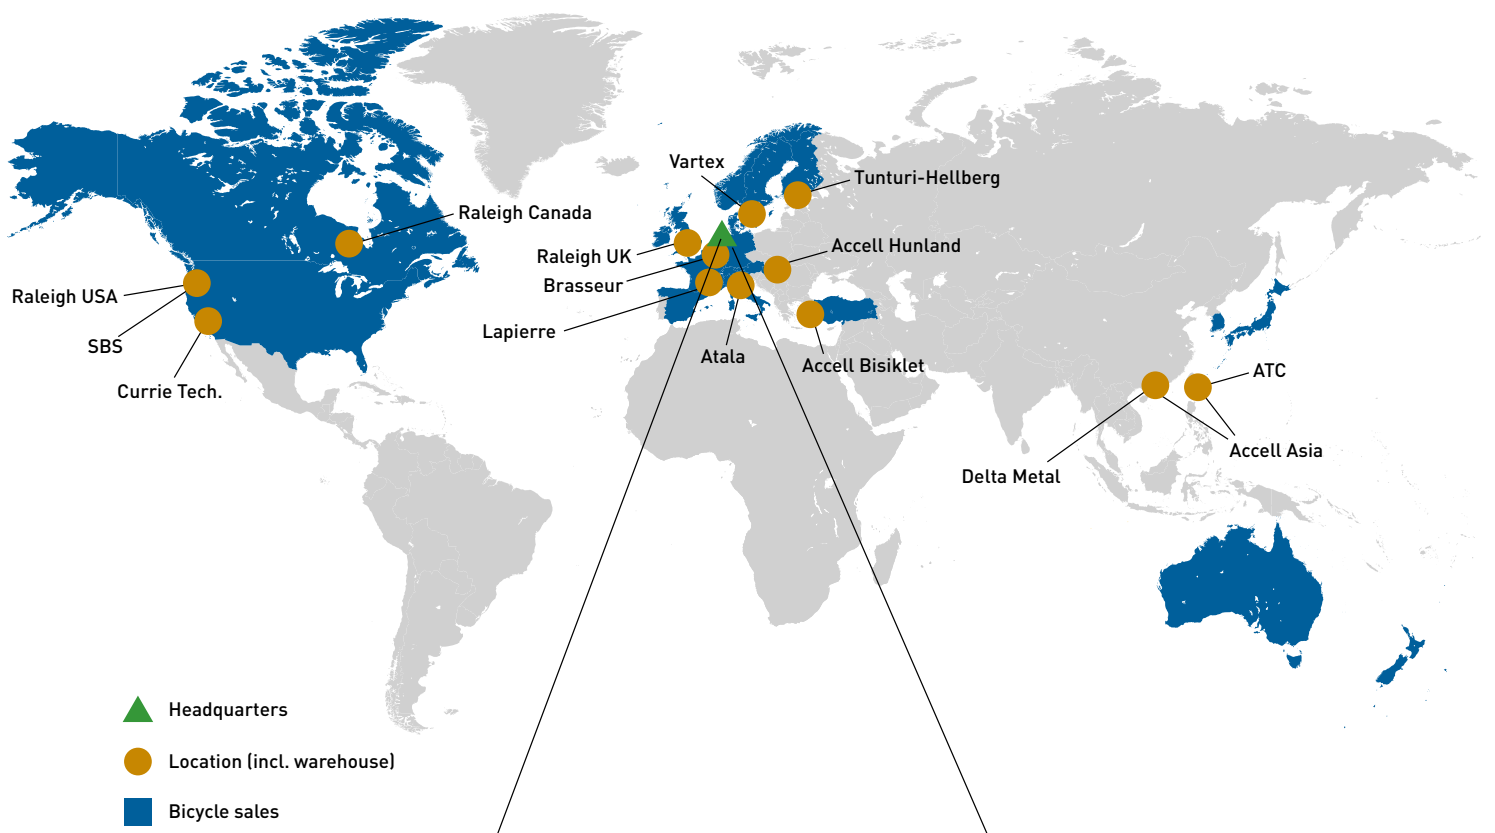 Vartex
Tunturi-Hellberg
Raleigh Canada
Accell Hunland
Raleigh UK
Brasseur
Raleigh USA
Lapierre
SBS
Atala
Accell Bisiklet
ATC
Currie Tech.
Accell Asia
Delta Metal
Headquarters
Location (incl. warehouse)
Bicycle sales